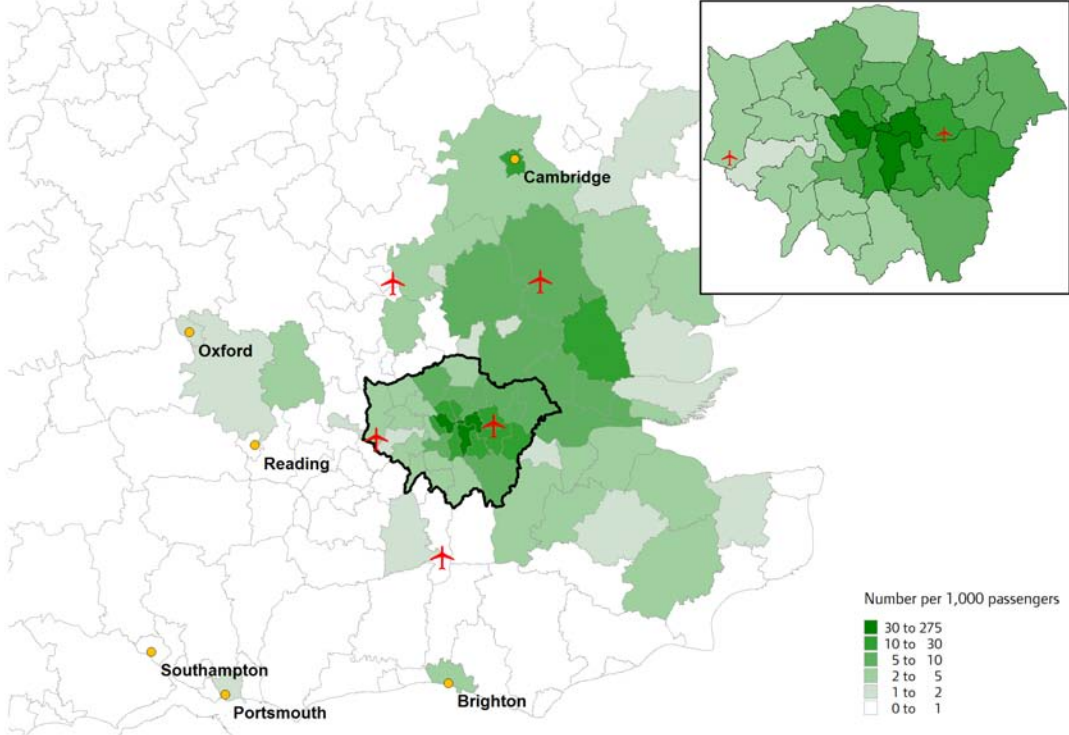 Cambridge
Oxford
Reading
Southampton
Portsmouth
Brighton
Number per 1,000 passengers
30 to 275
10 to 30
5 to 10
2 to 5
1 to 2
0 to 1